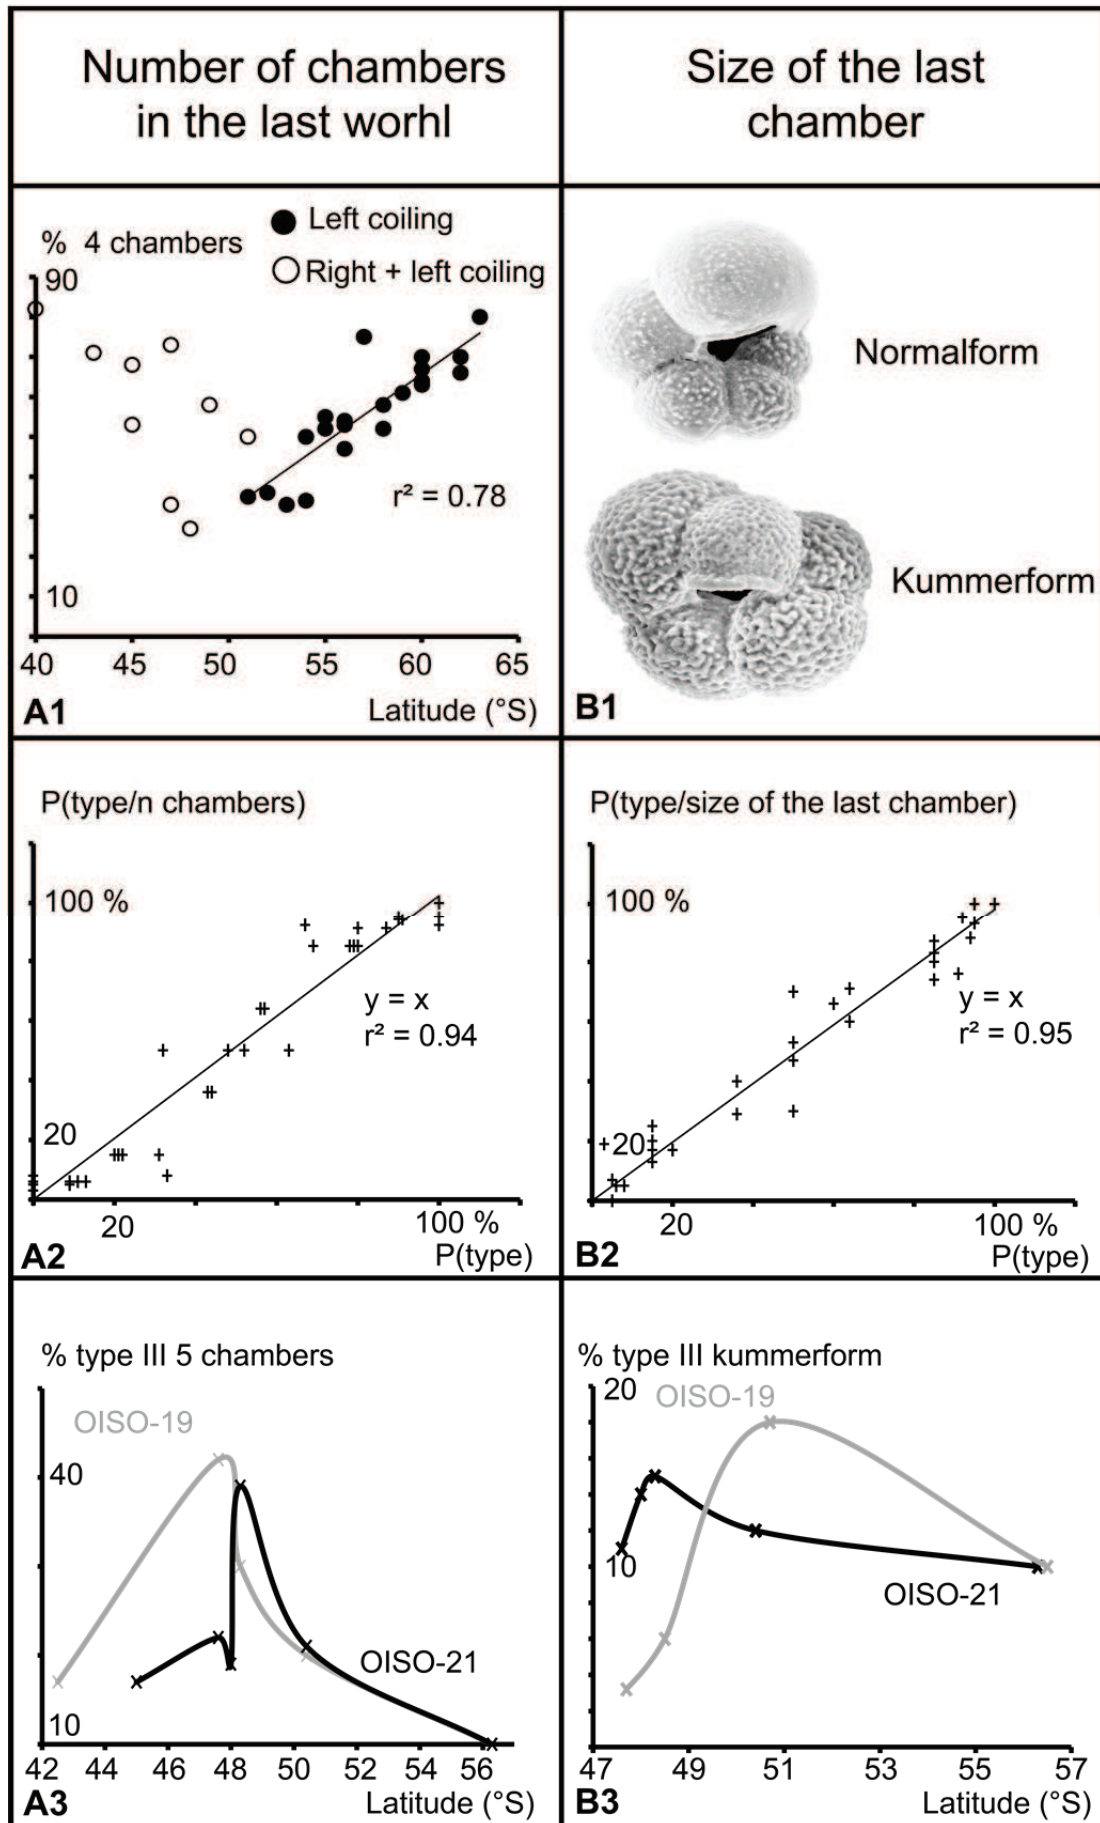 Number of chambers
in the last worhl
Size of the last
chamber
% 4 chambers
Left coiling
Right + left coiling
90
10
r² = 0.78
40 45 50 55 60 65
A1
Latitude (°S)
Normalform
Kummerform
B1
P(type/n chambers)
100 %
y = x
r² = 0.94
20
20
100 %
A2
P(type)
P(type/size of the last chamber)
100 %
y = x
r² = 0.95
20
20
100 %
B2
P(type)
% type III 5 chambers
OISO-19
40
OISO-21
10
42 44 46 48 50 52 54 56
A3
Latitude (°S)
% type III kummerform
20
OISO-19
10
OISO-21
47 49 51 53 55 57
B3
Latitude (°S)